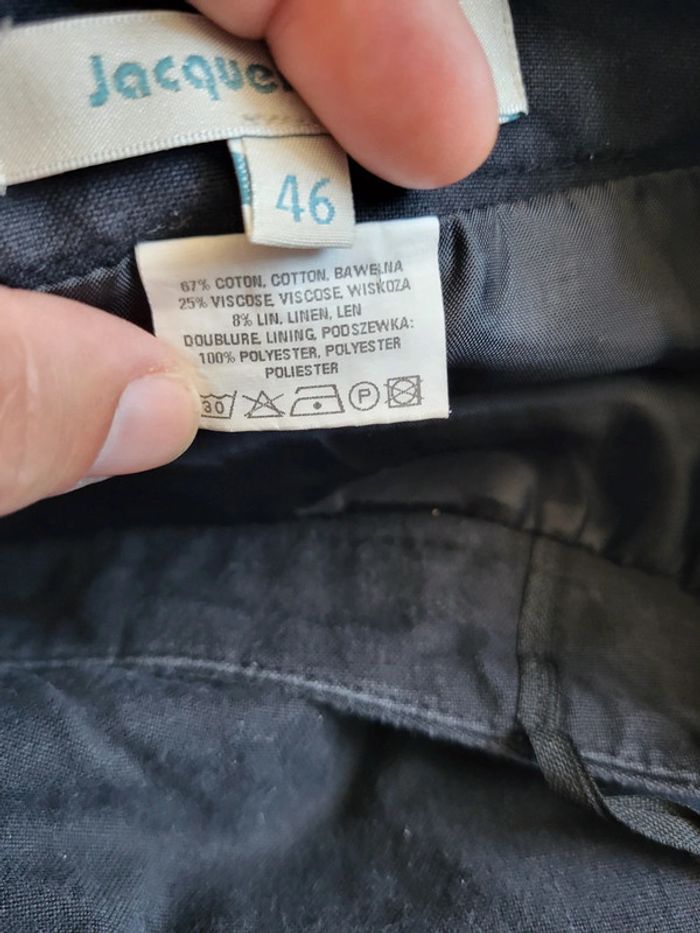 Jacque
46
67% COTON, COTTON, BAWEŁNA
25% VISCOSE, VISCOSE, WISKOZA
8% LIN, LINEN, LEN
DOUBLURE, LINING, PODSZEWKA:
100% POLYESTER, POLYESTER
POLIESTER
30 P